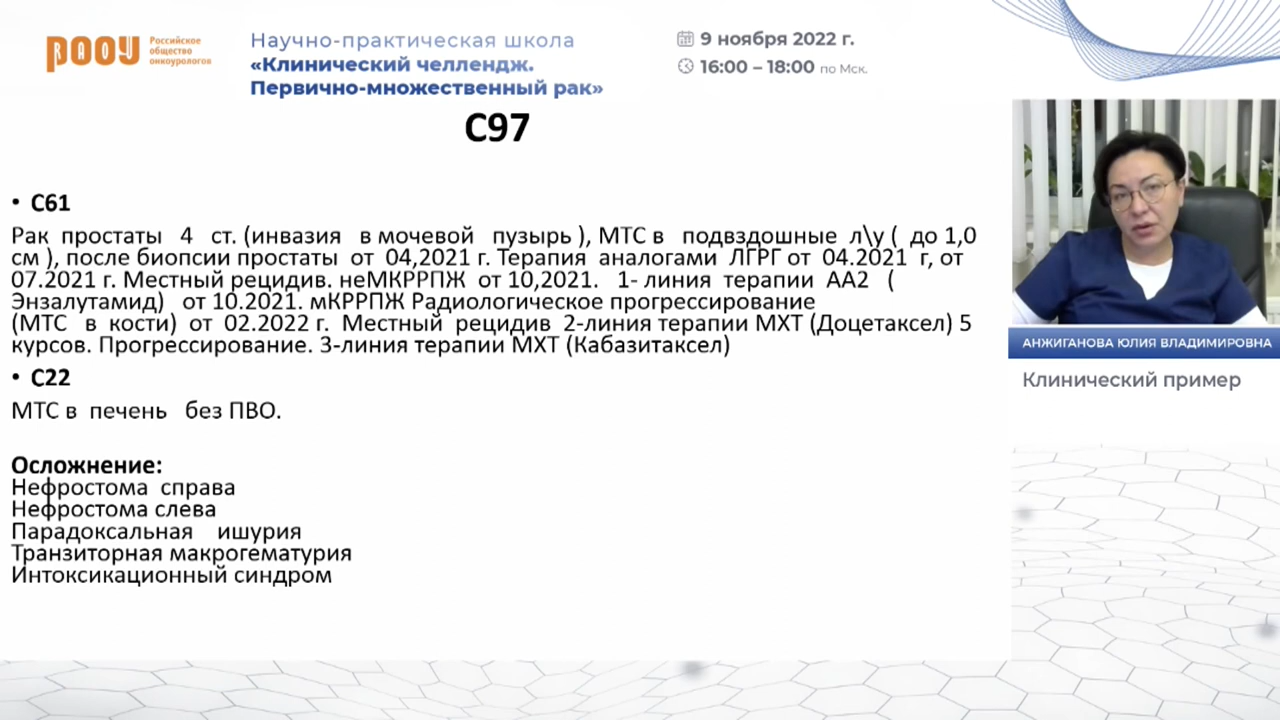 РАОУ
Российское
общество
онкоурологов
Научно-практическая школа
«Клинический челлендж.
Первично-множественный рак»
9 ноября 2022 г.
16:00 – 18:00 по Мск.
С97
• С61
Рак простаты 4 ст. (инвазия в мочевой пузырь ), МТС в подвздошные л\у ( до 1,0
см ), после биопсии простаты от 04,2021 г. Терапия аналогами ЛГРГ от 04.2021 г, от
07.2021 г. Местный рецидив. неМКРРПЖ от 10,2021. 1- линия терапии АА2 (
Энзалутамид) от 10.2021. мКРРПЖ Радиологическое прогрессирование
(МТС в кости) от 02.2022 г. Местный рецидив 2-линия терапии МХТ (Доцетаксел) 5
курсов. Прогрессирование. 3-линия терапии МХТ (Кабазитаксел)
• С22
МТС в печень без ПВО.
Осложнение:
Нефростома справа
Нефростома слева
Парадоксальная ишурия
Транзиторная макрогематурия
Интоксикационный синдром
АНЖИГАНОВА ЮЛИЯ ВЛАДИМИРОВНА
Клинический пример